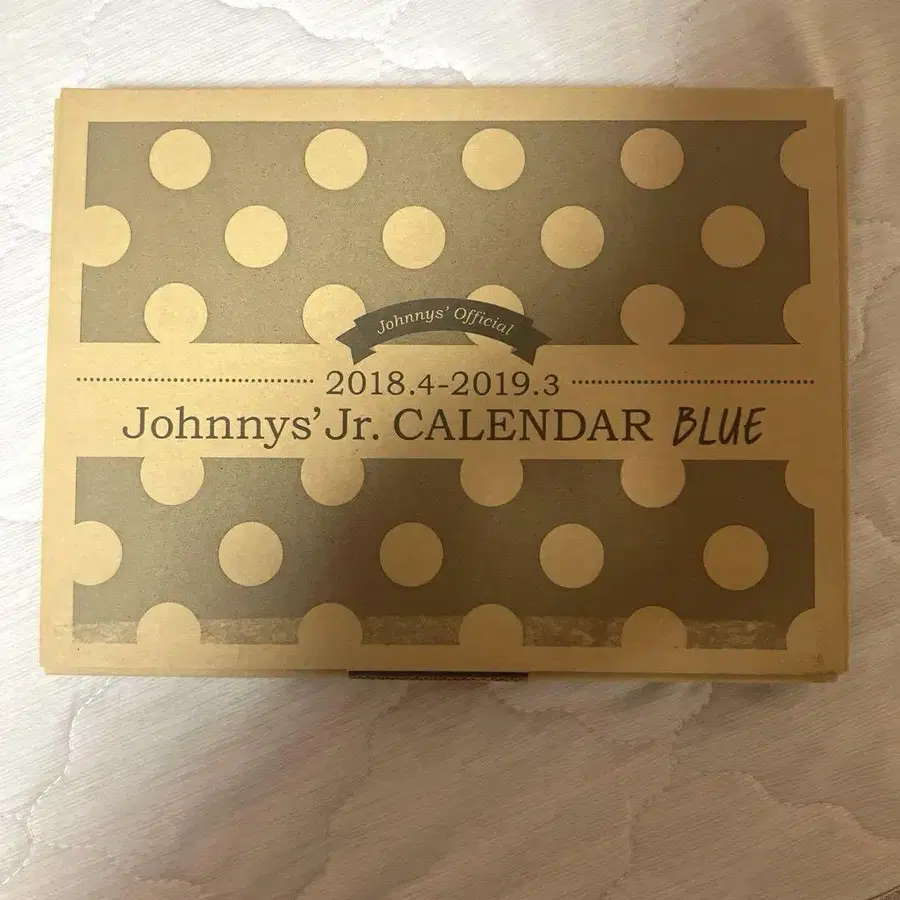 Johnnys' Official
2018.4-2019.3
Johnnys' Jr. CALENDAR BLUE